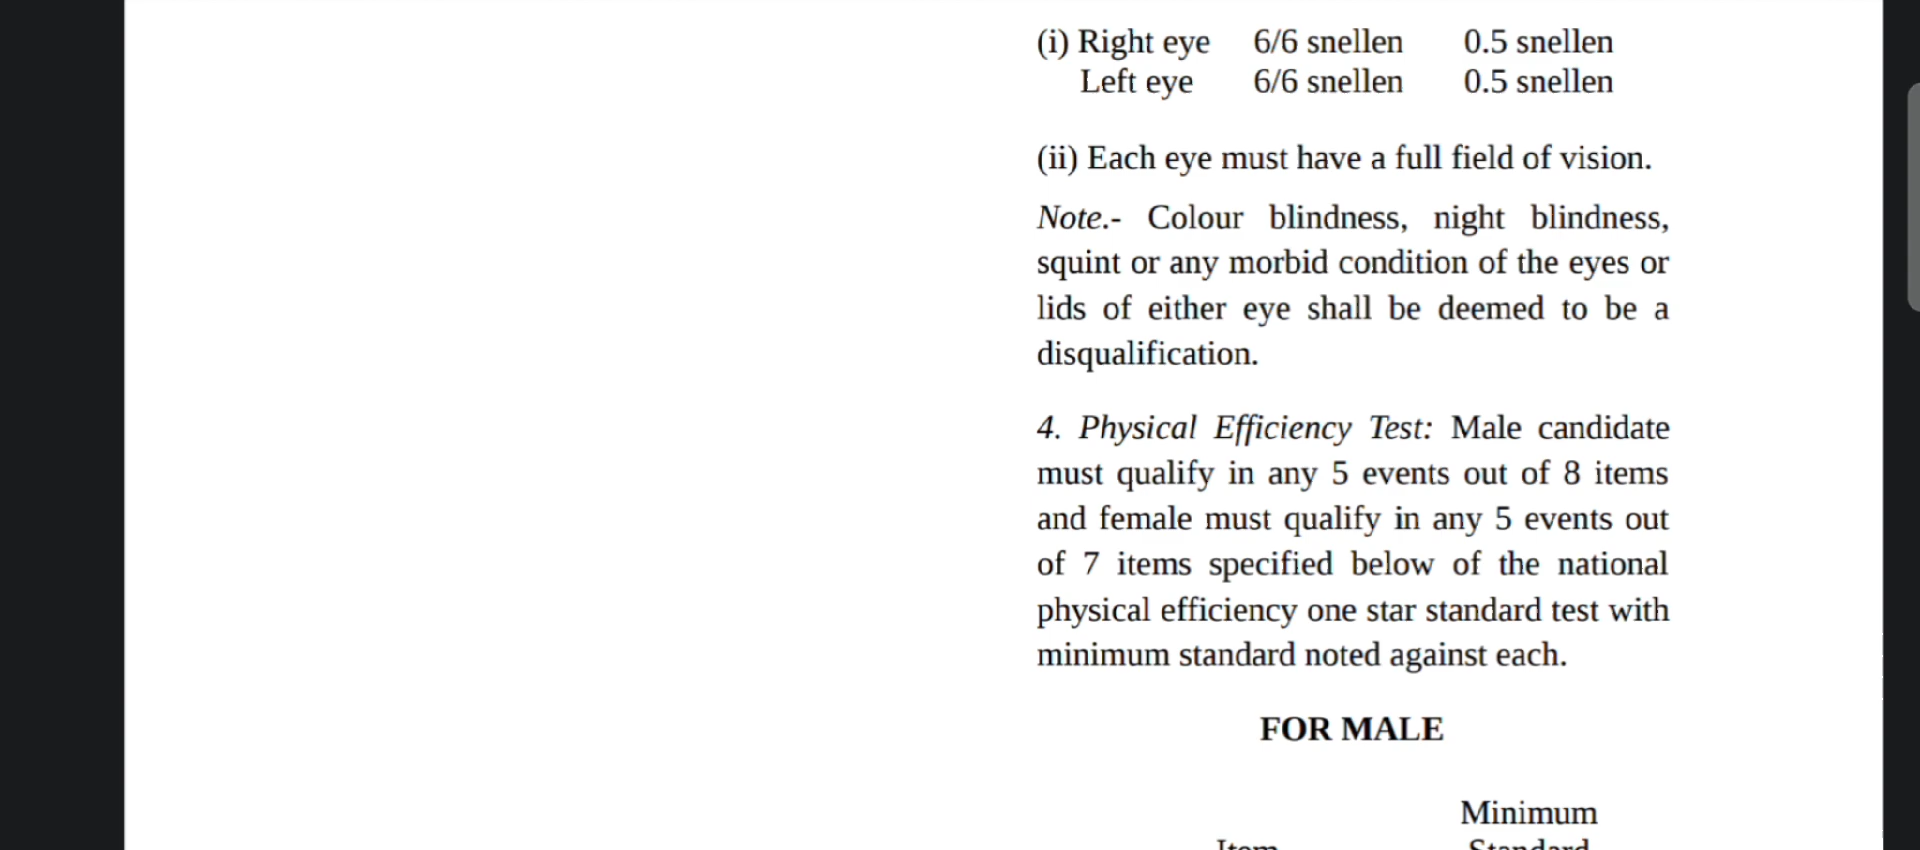 (i) Right eye 6/6 snellen 0.5 snellen
Left eye 6/6 snellen 0.5 snellen
(ii) Each eye must have a full field of vision.
Note.- Colour blindness, night blindness,
squint or any morbid condition of the eyes or
lids of either eye shall be deemed to be a
disqualification.
4. Physical Efficiency Test: Male candidate
must qualify in any 5 events out of 8 items
and female must qualify in any 5 events out
of 7 items specified below of the national
physical efficiency one star standard test with
minimum standard noted against each.
FOR MALE
Minimum
Item Standard